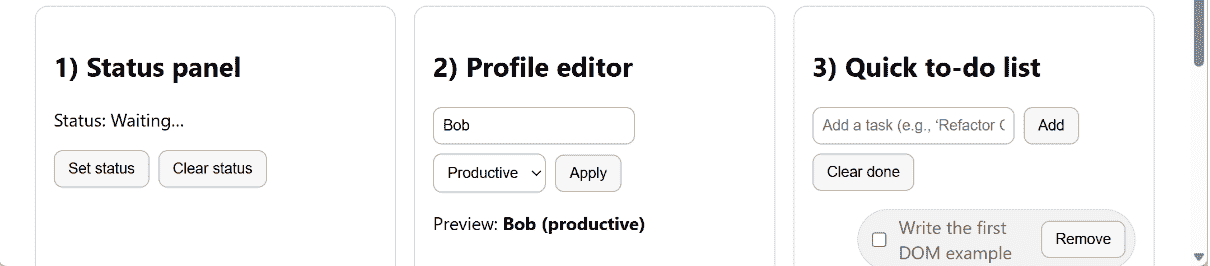 1) Status panel
Status: Waiting...
Set status
Clear status
2) Profile editor
Bob
Productive
Apply
Preview: Bob (productive)
3) Quick to-do list
Add a task (e.g., ‘Refactor
Add
Clear done
Write the first
DOM example
Remove